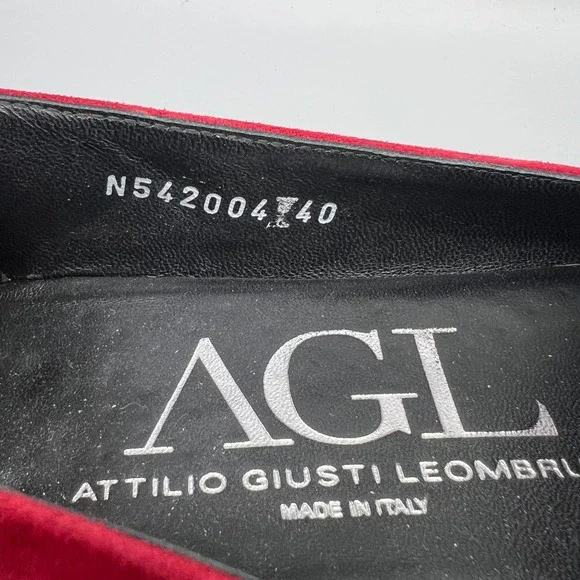 N542004 40
AGL
ATTILIO GIUSTI LEOMBRU
MADE IN ITALY